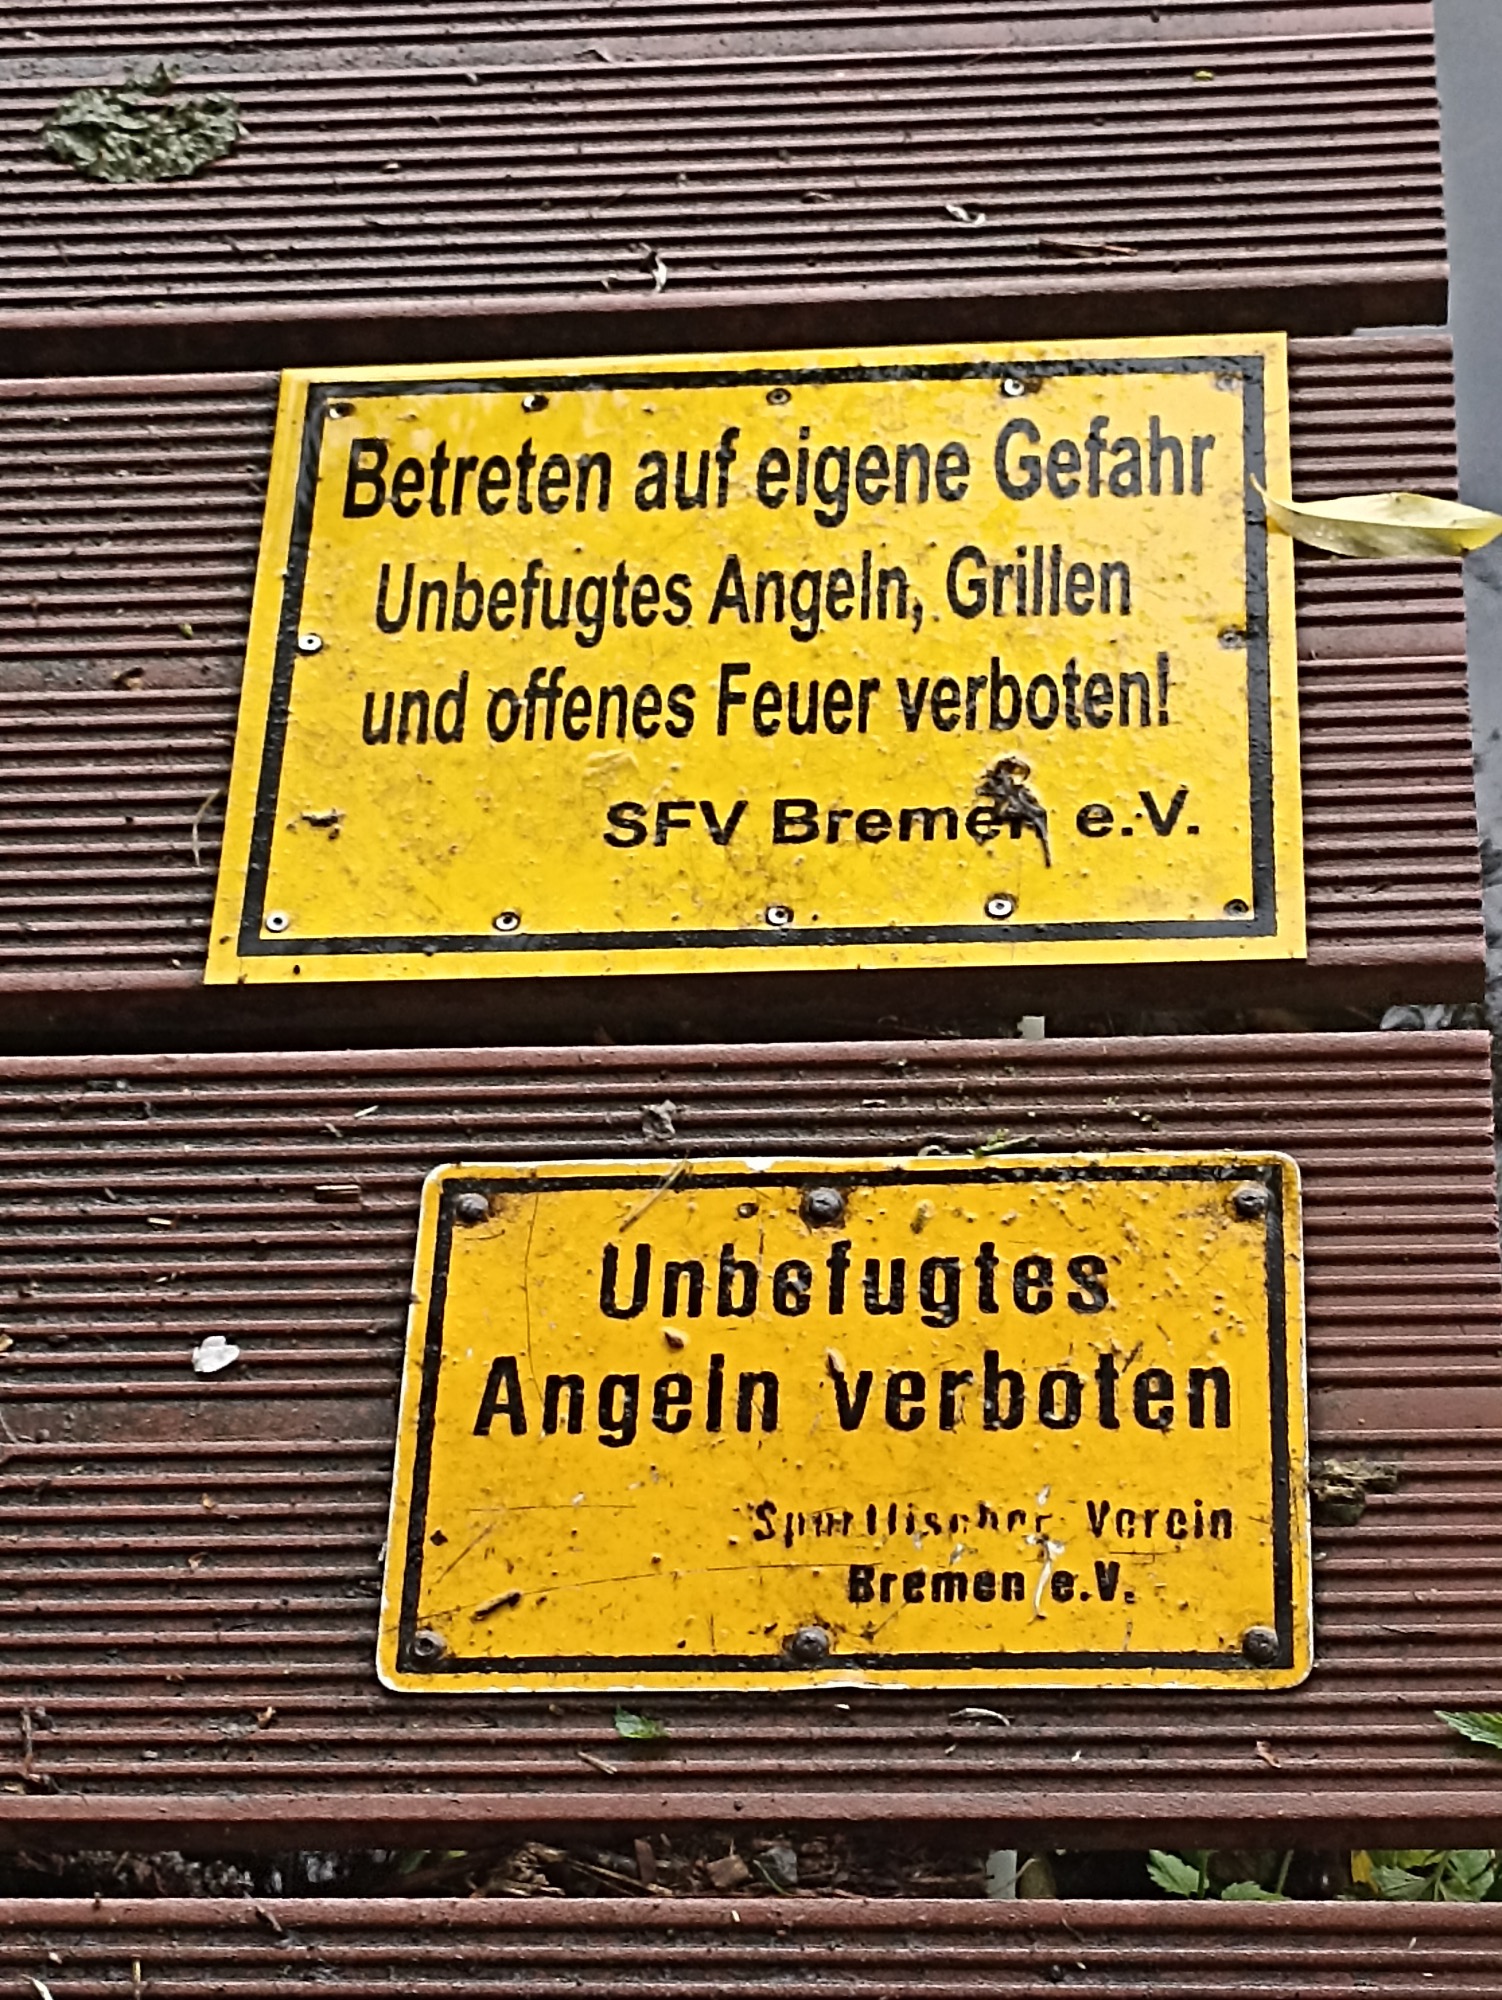 Betreten auf eigene Gefahr
Unbefugtes Angeln, Grillen
und offenes Feuer verboten!
SFV Bremen e.V.
Unbefugtes
Angeln verboten
Verein
Bremen e.V.